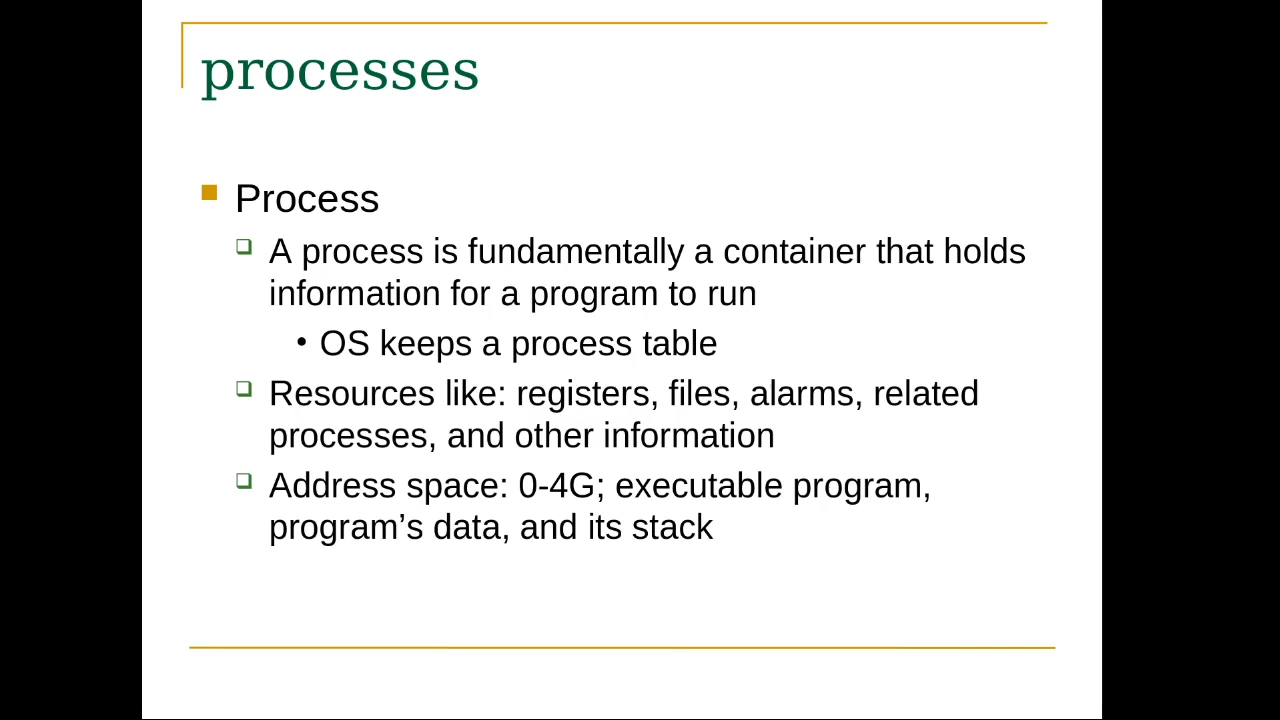 processes
Process
A process is fundamentally a container that holds
information for a program to run
• OS keeps a process table
Resources like: registers, files, alarms, related
processes, and other information
Address space: 0-4G; executable program,
program’s data, and its stack